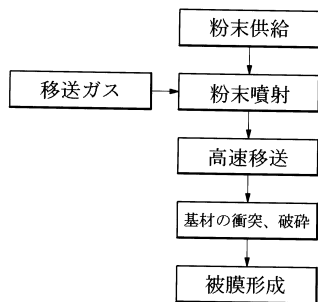 粉末供給
移送ガス
粉末噴射
高速移送
基材の衝突、破砕
被膜形成